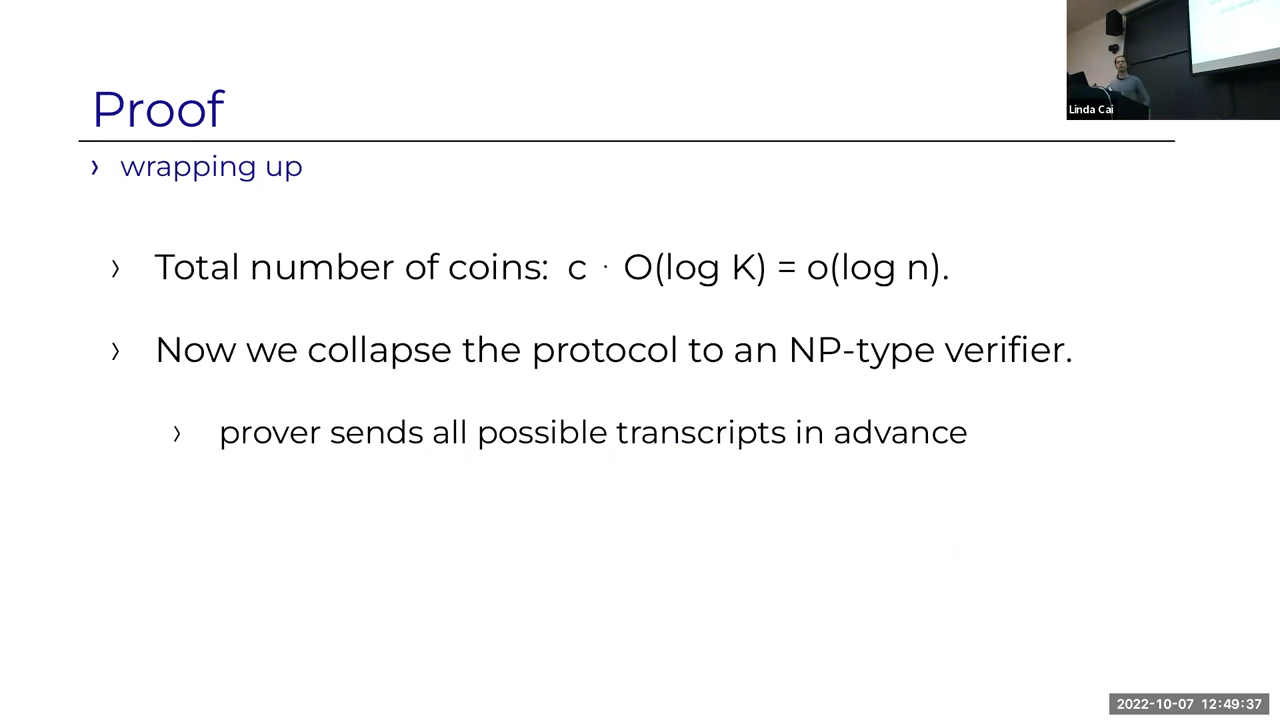 Linda Cai
Proof
› wrapping up
› Total number of coins: c · O(log K) = o(log n).
› Now we collapse the protocol to an NP-type verifier.
› prover sends all possible transcripts in advance
2022-10-07 12:49:37